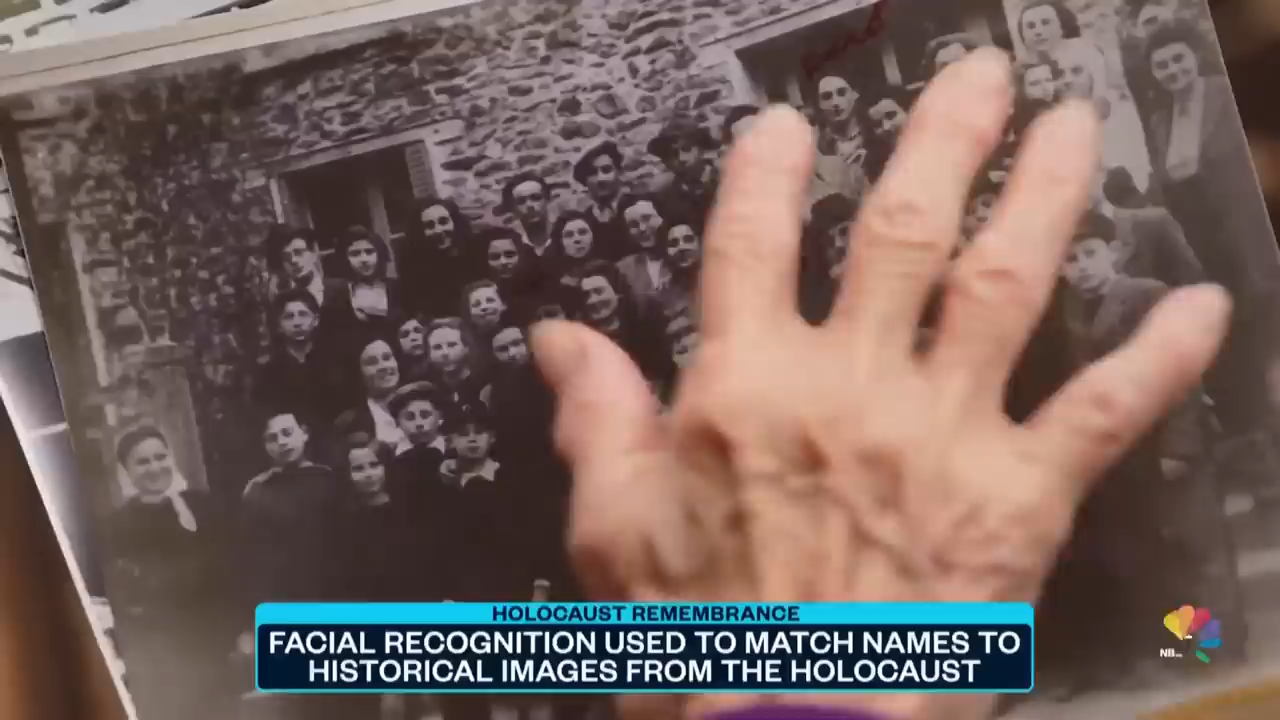 HOLOCAUST REMEMBRANCE
FACIAL RECOGNITION USED TO MATCH NAMES TO
HISTORICAL IMAGES FROM THE HOLOCAUST